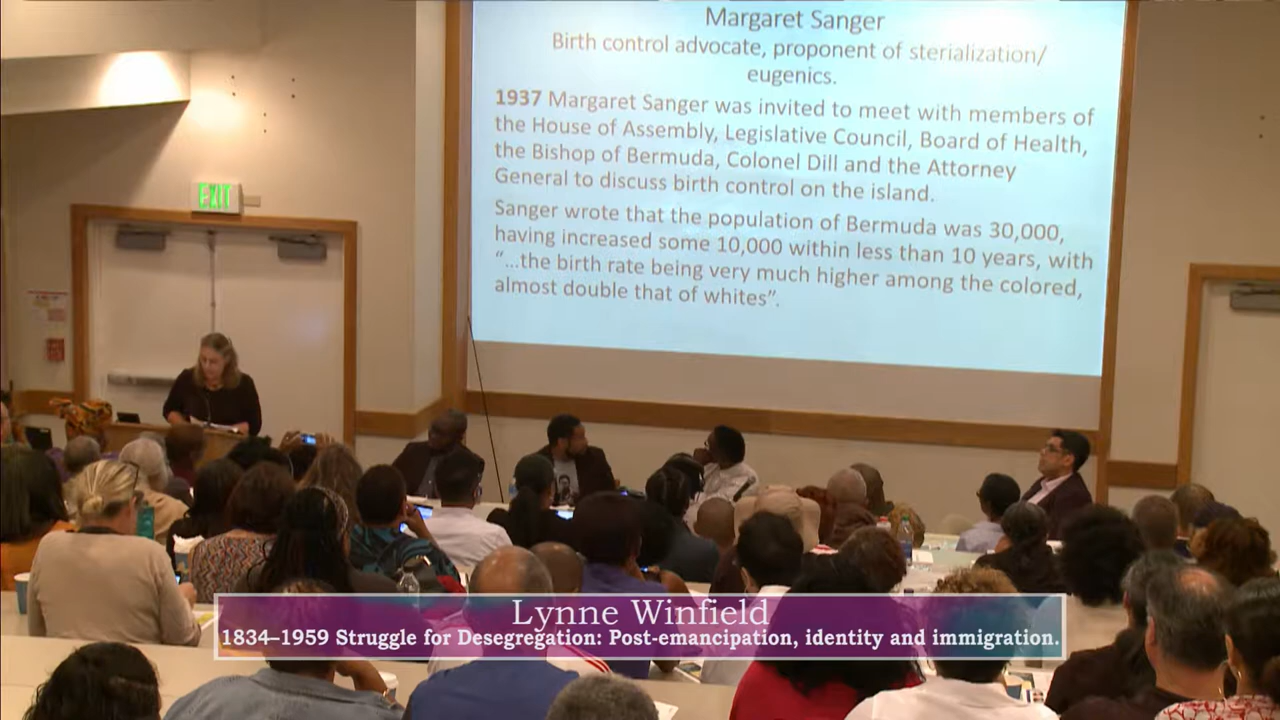 Margaret Sanger
Birth control advocate, proponent of sterialization/
eugenics.
1937 Margaret Sanger was invited to meet with members of
the House of Assembly, Legislative Council, Board of Health,
the Bishop of Bermuda, Colonel Dill and the Attorney
General to discuss birth control on the island.
Sanger wrote that the population of Bermuda was 30,000,
having increased some 10,000 within less than 10 years, with
“...the birth rate being very much higher among the colored,
almost double that of whites”.
EXIT
Lynne Winfield
1834–1959 Struggle for Desegregation: Post-emancipation, identity and immigration.